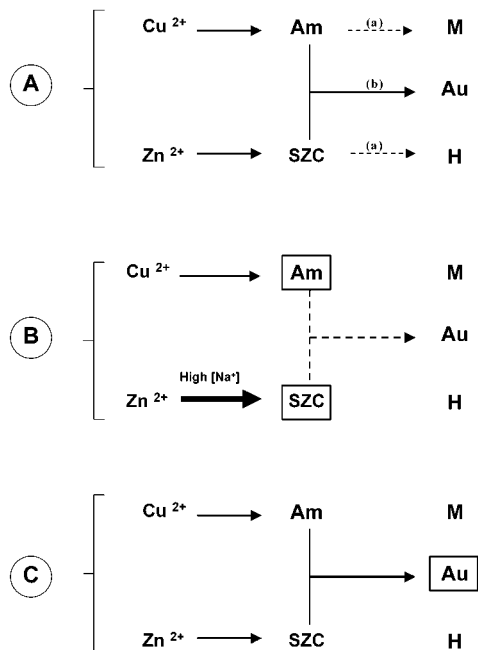 Cu 2+ Am (a) M
A (b) Au
Zn 2+ SZC (a) H
Cu 2+ Am M
B Au
High [Na+]
Zn 2+ SZC H
Cu 2+ Am M
C Au
Zn 2+ SZC H